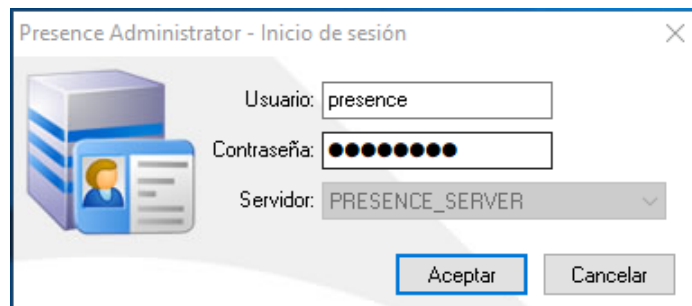 Presence Administrator - Inicio de sesión
Usuario: presence
Contraseña: ●●●●●●●●
Servidor: PRESENCE_SERVER
Aceptar Cancelar